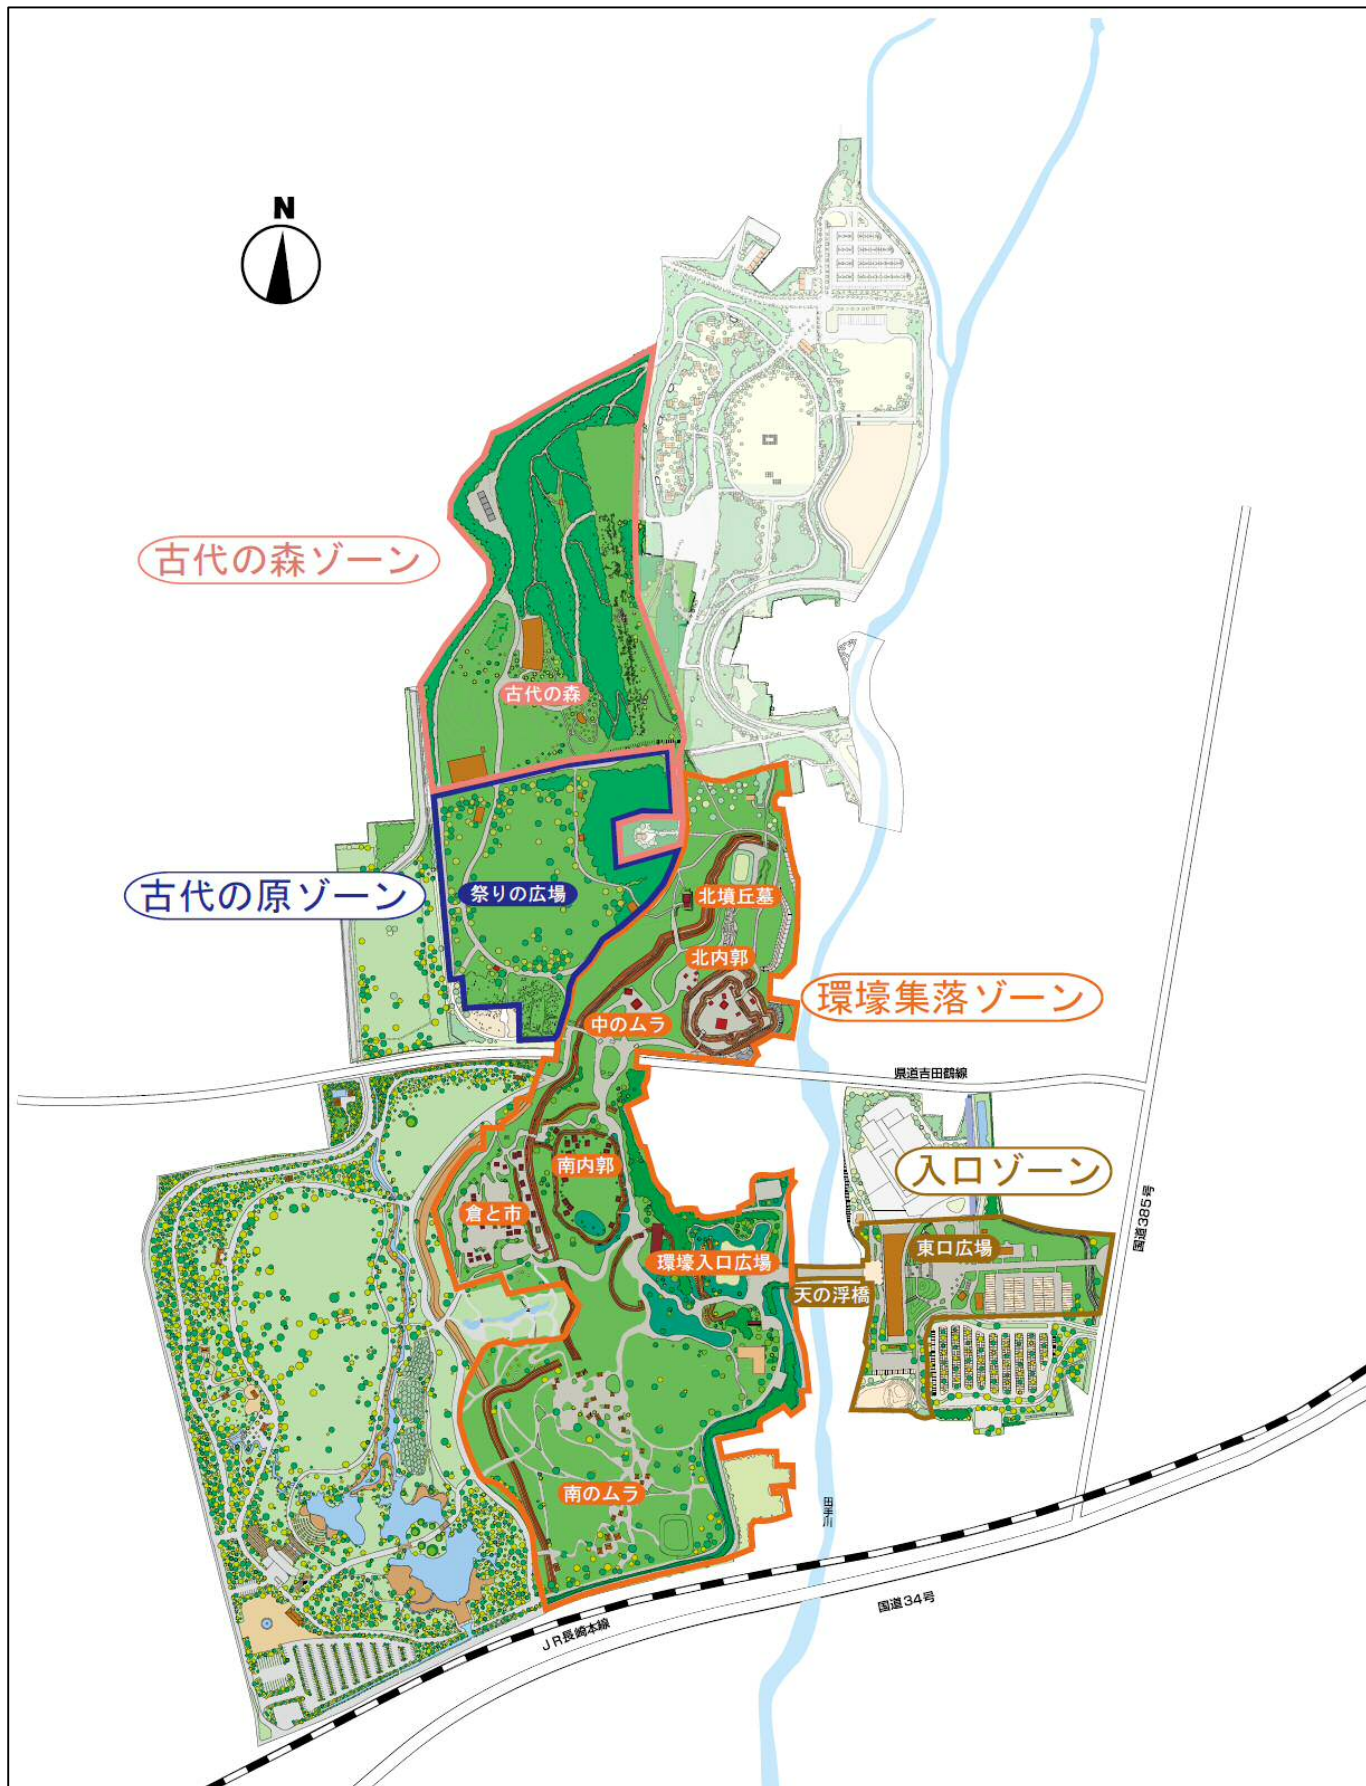 N
古代の森ゾーン
古代の森
古代の原ゾーン
祭りの広場
北墳丘墓
北内郭
環壕集落ゾーン
中のムラ
県道吉田鶴線
南内郭
入口ゾーン
倉と市
国道385号
東口広場
環壕入口広場
天の浮橋
南のムラ
田手川
国道34号
JR長崎本線